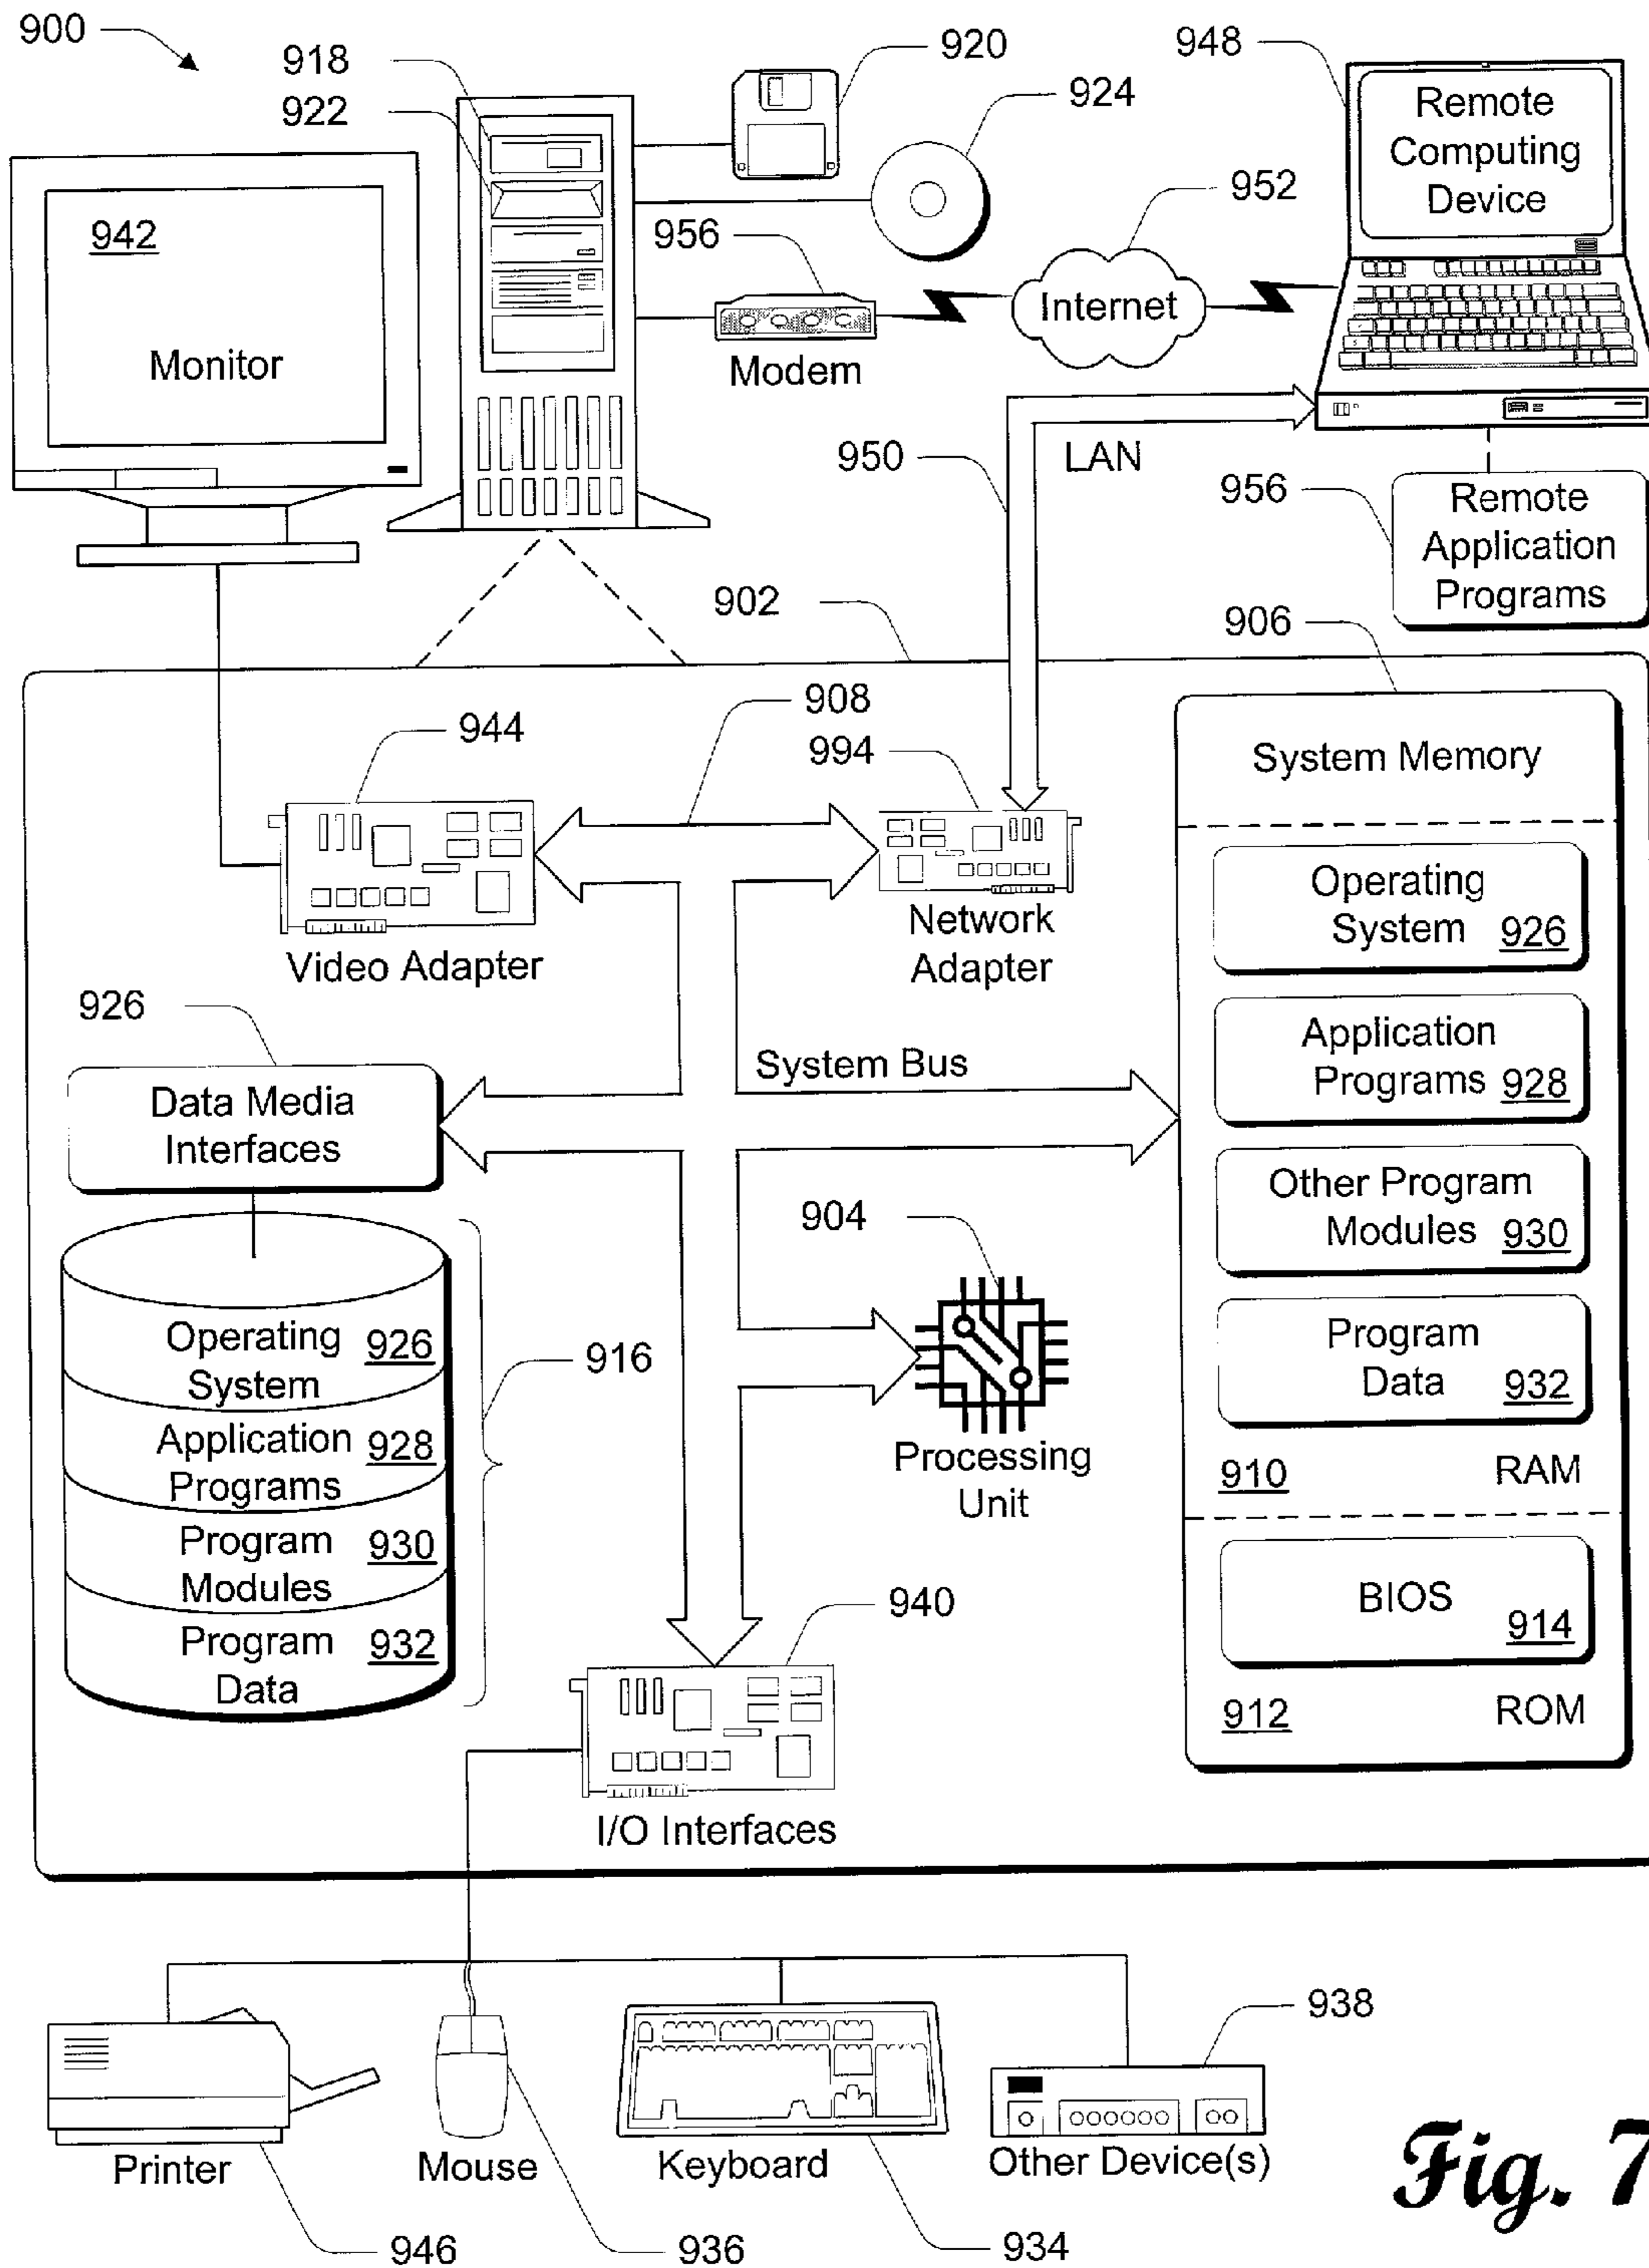 900
918
922
920
924
948
Remote
Computing
Device
942
Monitor
956
Modem
952
Internet
950
LAN
956
Remote
Application
Programs
902
906
908
944
994
Video Adapter
Network
Adapter
System Memory
Operating
System 926
Application
Programs 928
Other Program
Modules 930
Program
Data 932
910 RAM
BIOS
914
912 ROM
926
Data Media
Interfaces
System Bus
904
Processing
Unit
Operating
System 926
Application
Programs 928
Program
Modules 930
Program
Data 932
916
940
I/O Interfaces
938
Printer
Mouse
Keyboard
Other Device(s)
946
936
934
Fig. 7